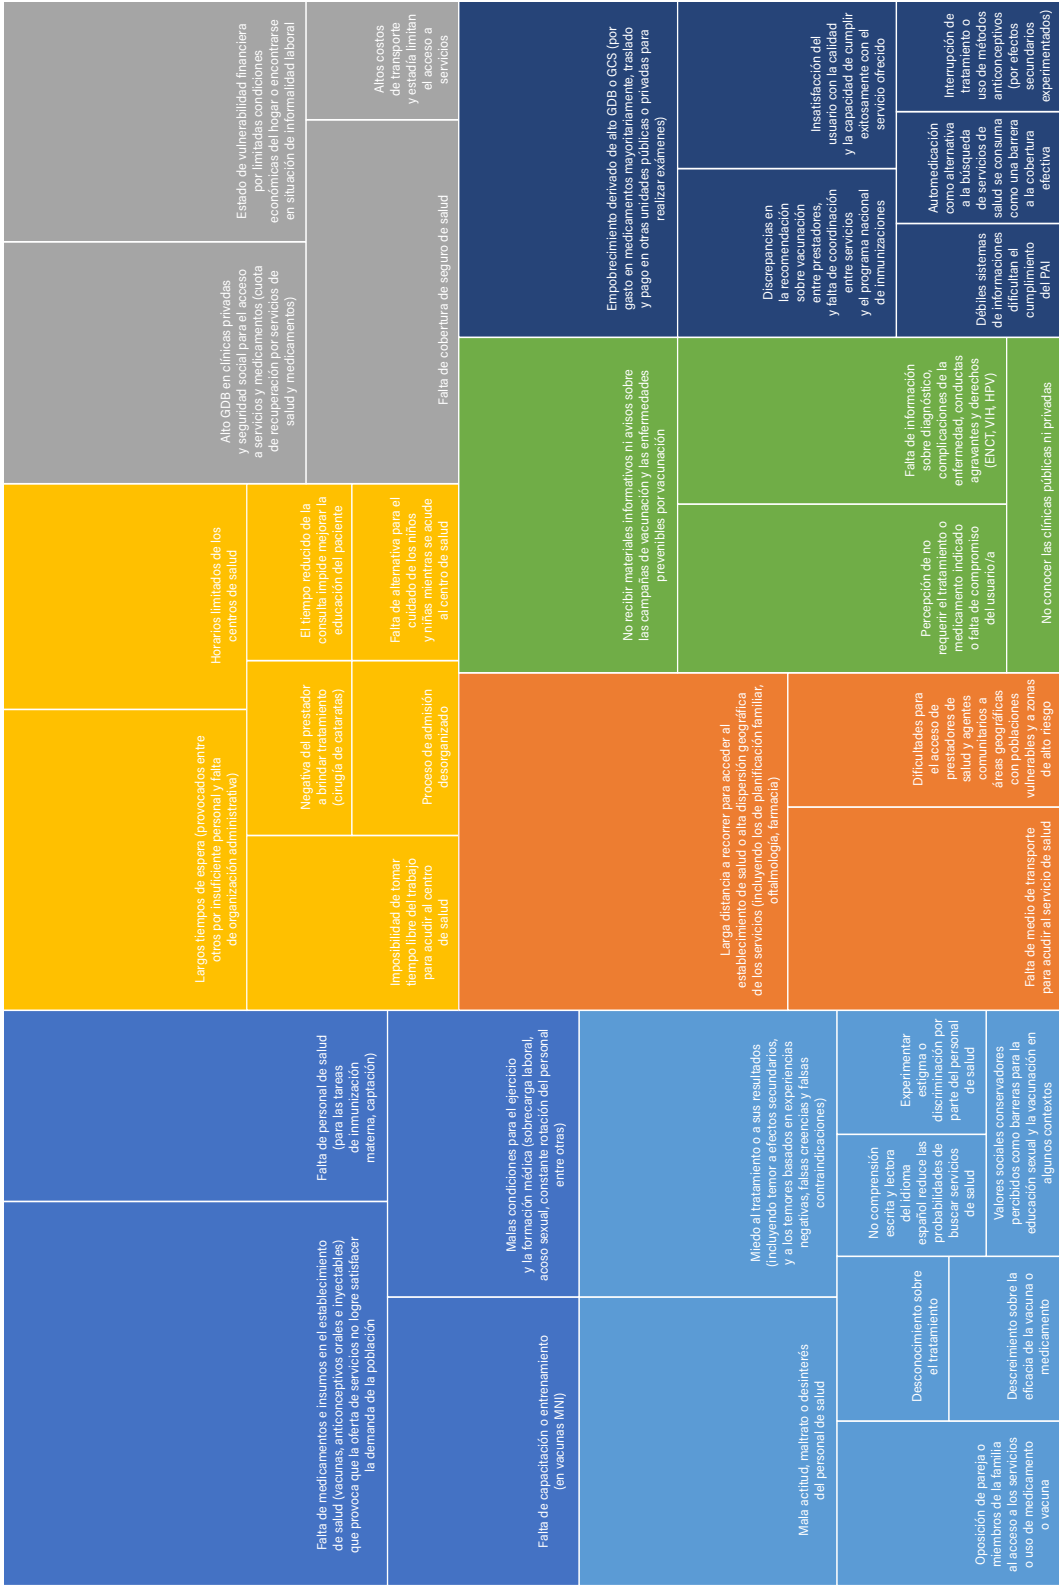 Falta de medicamentos e insumos en el establecimiento
de salud (vacunas, anticonceptivos orales e inyectables)
que provoca que la oferta de servicios no logre satisfacer
la demanda de la población
Falta de personal de salud
(para las tareas
de inmunización
materna, captación)
Falta de capacitación o entrenamiento
(en vacunas MNI)
Malas condiciones para el ejercicio
y la formación médica (sobrecarga laboral,
acoso sexual, constante rotación del personal
entre otras)
Mala actitud, maltrato o desinterés
del personal de salud
Miedo al tratamiento o a sus resultados
(incluyendo temor a efectos secundarios,
y a los temores basados en experiencias
negativas, falsas creencias y falsas
contraindicaciones)
Oposición de pareja o
miembros de la familia
al acceso a los servicios
o uso de medicamento
o vacuna
Desconocimiento sobre
el tratamiento
Descreimiento sobre la
eficacia de la vacuna o
medicamento
No comprensión
escrita y lectora
del idioma
español reduce las
probabilidades de
buscar servicios
de salud
Experimentar
estigma o
discriminación por
parte del personal
de salud
Valores sociales conservadores
percibidos como barreras para la
educación sexual y la vacunación en
algunos contextos
Largos tiempos de espera (provocados entre
otros por insuficiente personal y falta
de organización administrativa)
Horarios limitados de los
centros de salud
Imposibilidad de tomar
tiempo libre del trabajo
para acudir al centro
de salud
Negativa del prestador
a brindar tratamiento
(cirugía de cataratas)
El tiempo reducido de la
consulta impide mejorar la
educación del paciente
Proceso de admisión
desorganizado
Falta de alternativa para el
cuidado de los niños
y niñas mientras se acude
al centro de salud
Larga distancia a recorrer para acceder al
establecimiento de salud o alta dispersión geográfica
de los servicios (incluyendo los de planificación familiar,
oftalmología, farmacia)
Falta de medio de transporte
para acudir al servicio de salud
Dificultades para
el acceso de
prestadores de
salud y agentes
comunitarios a
áreas geográficas
con poblaciones
vulnerables y a zonas
de alto riesgo
Alto GDB en clínicas privadas
y seguridad social para el acceso
a servicios y medicamentos (cuota
de recuperación por servicios de
salud y medicamentos)
Estado de vulnerabilidad financiera
por limitadas condiciones
económicas del hogar o encontrarse
en situación de informalidad laboral
Falta de cobertura de seguro de salud
Altos costos
de transporte
y estadía limitan
el acceso a
servicios
No recibir materiales informativos ni avisos sobre
las campañas de vacunación y las enfermedades
prevenibles por vacunación
Percepción de no
requerir el tratamiento o
medicamento indicado
o falta de compromiso
del usuario/a
Falta de información
sobre diagnóstico,
complicaciones de la
enfermedad, conductas
agravantes y derechos
(ENCT, VIH, HPV)
No conocer las clínicas públicas ni privadas
Empobrecimiento derivado de alto GDB o GCS (por
gasto en medicamentos mayoritariamente, traslado
y pago en otras unidades públicas o privadas para
realizar exámenes)
Discrepancias en
la recomendación
sobre vacunación
entre prestadores,
y falta de coordinación
entre servicios
y el programa nacional
de inmunizaciones
Insatisfacción del
usuario con la calidad
y la capacidad de cumplir
exitosamente con el
servicio ofrecido
Débiles sistemas
de informaciones
dificultan el
cumplimiento
del PAI
Automedicación
como alternativa
a la búsqueda
de servicios de
salud se consuma
como una barrera
a la cobertura
efectiva
Interrupción de
tratamiento o
uso de métodos
anticonceptivos
(por efectos
secundarios
experimentados)